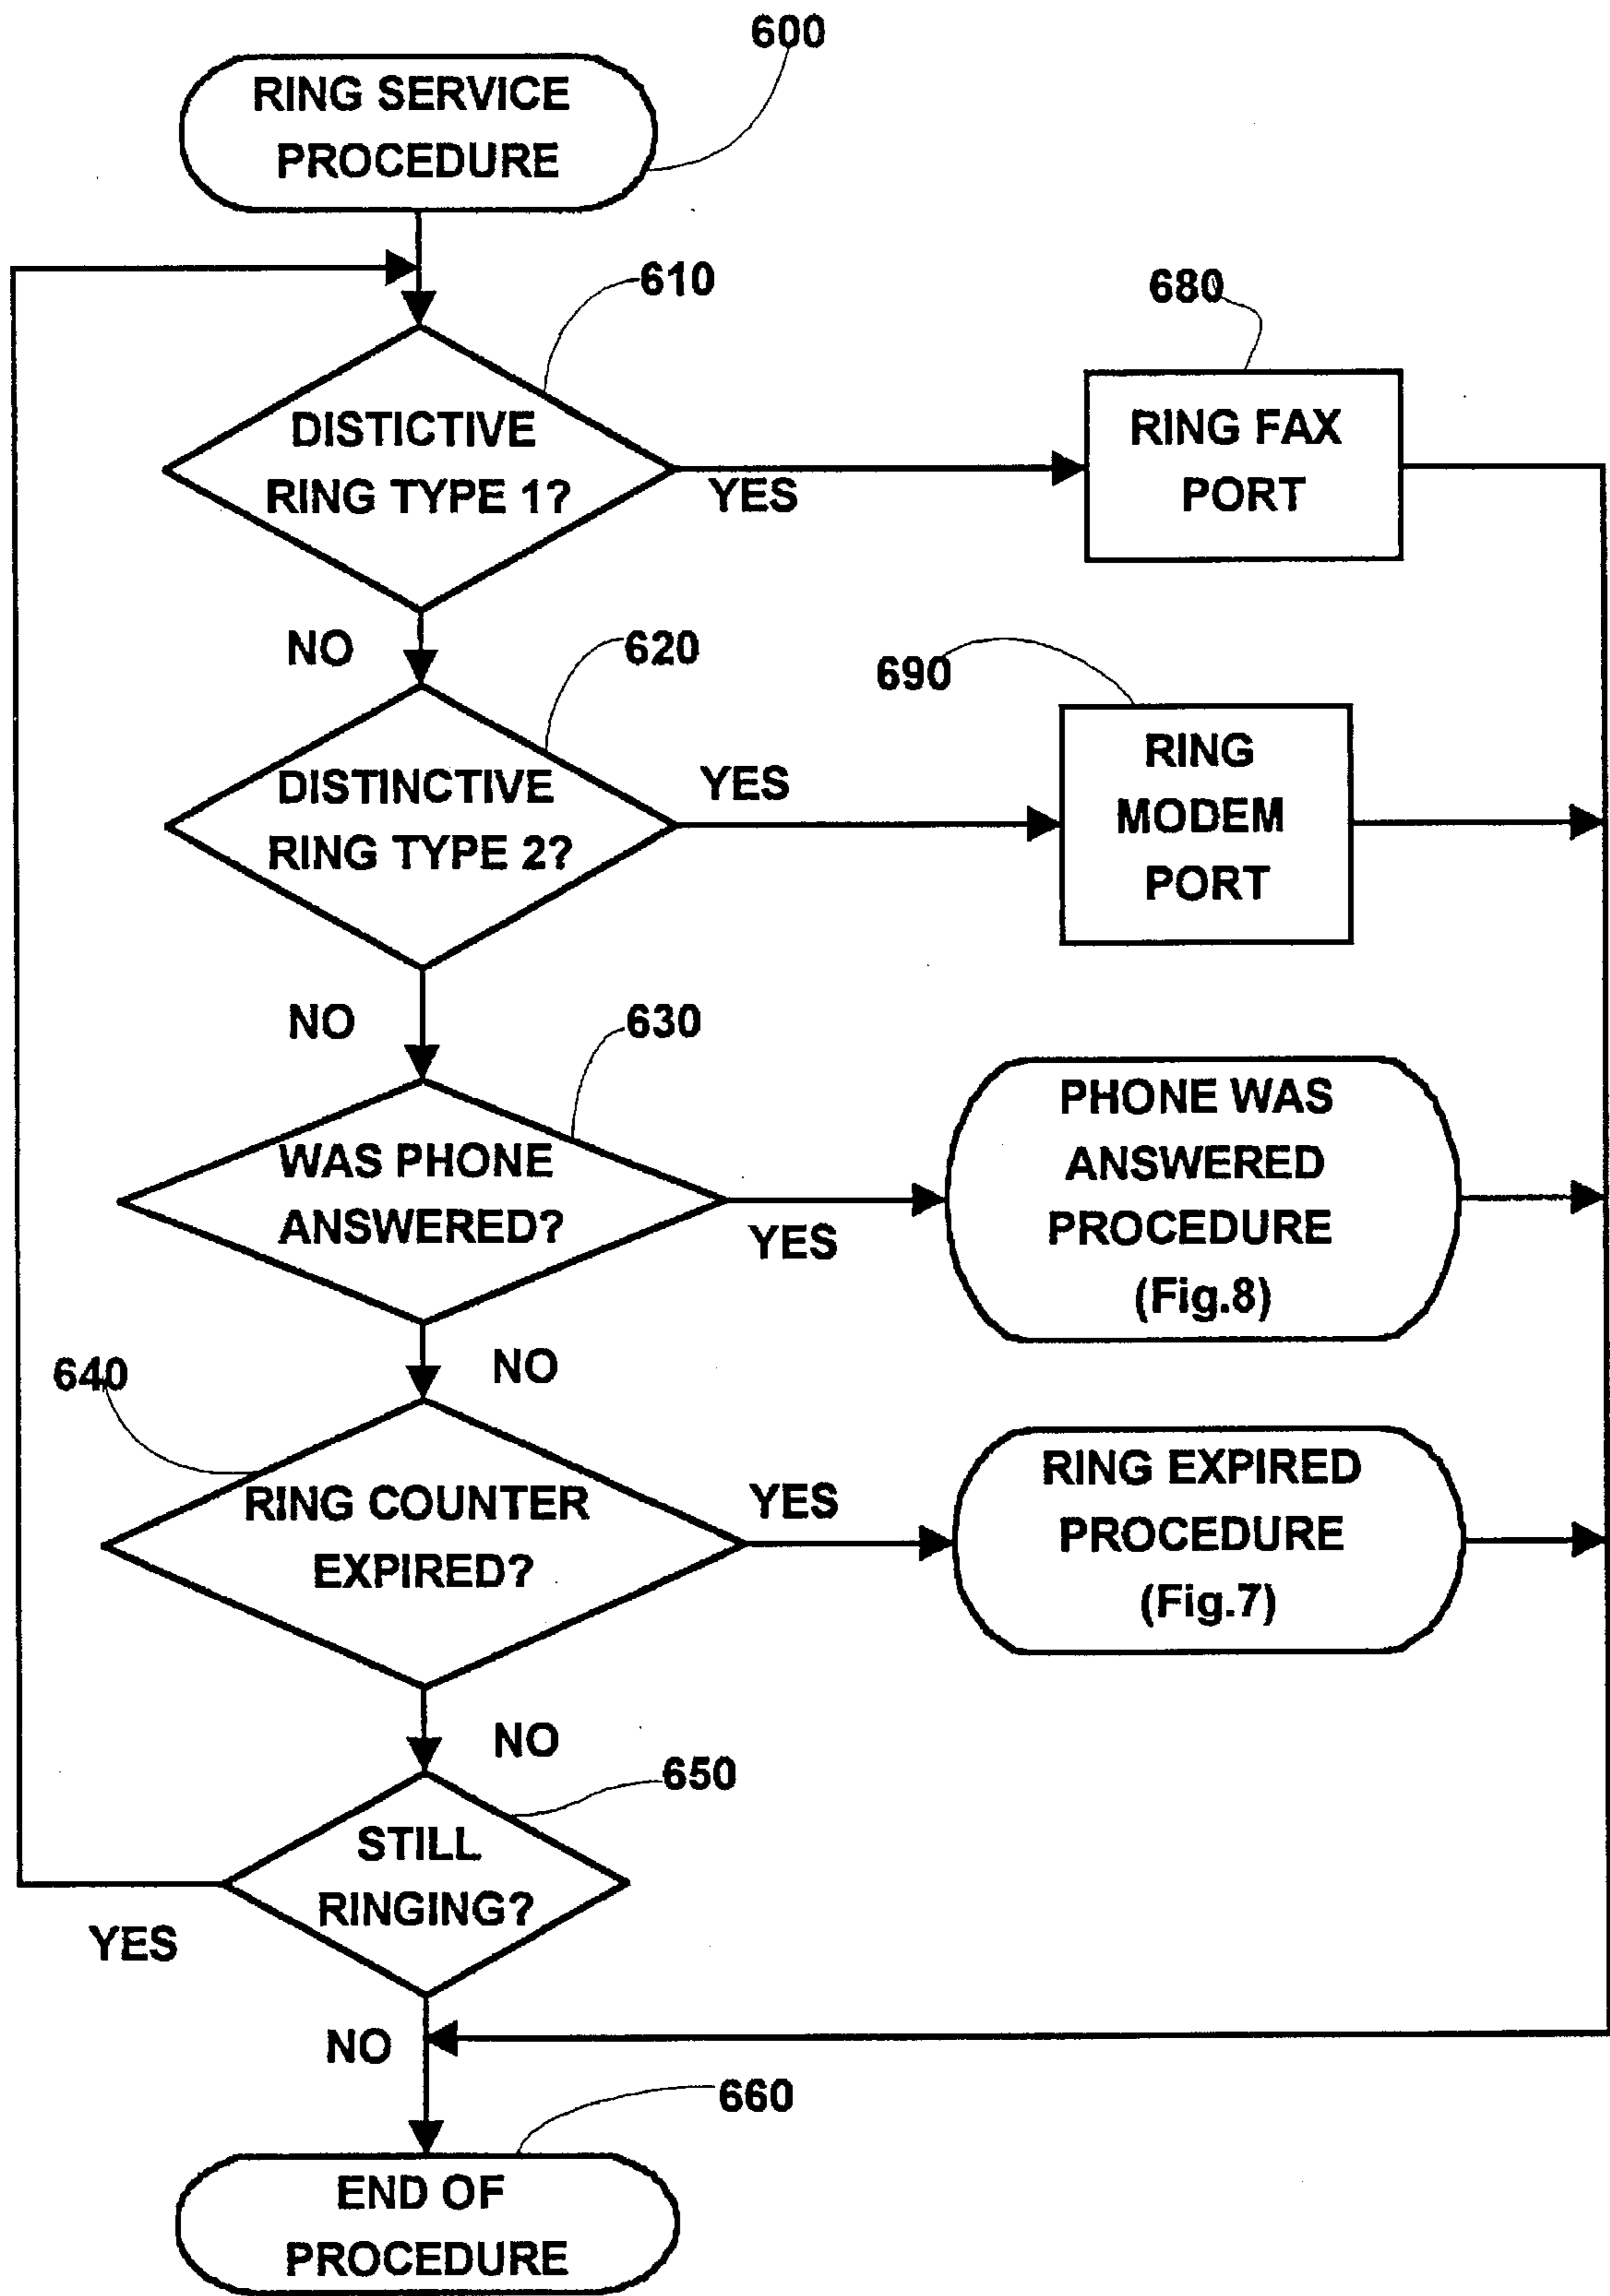 600
RING SERVICE
PROCEDURE
610
680
DISTICTIVE
RING TYPE 1?
YES
RING FAX
PORT
NO
620
690
DISTINCTIVE
RING TYPE 2?
YES
RING
MODEM
PORT
NO
630
WAS PHONE
ANSWERED?
YES
PHONE WAS
ANSWERED
PROCEDURE
(Fig.8)
NO
640
RING COUNTER
EXPIRED?
YES
RING EXPIRED
PROCEDURE
(Fig.7)
NO
650
STILL
RINGING?
YES
NO
660
END OF
PROCEDURE